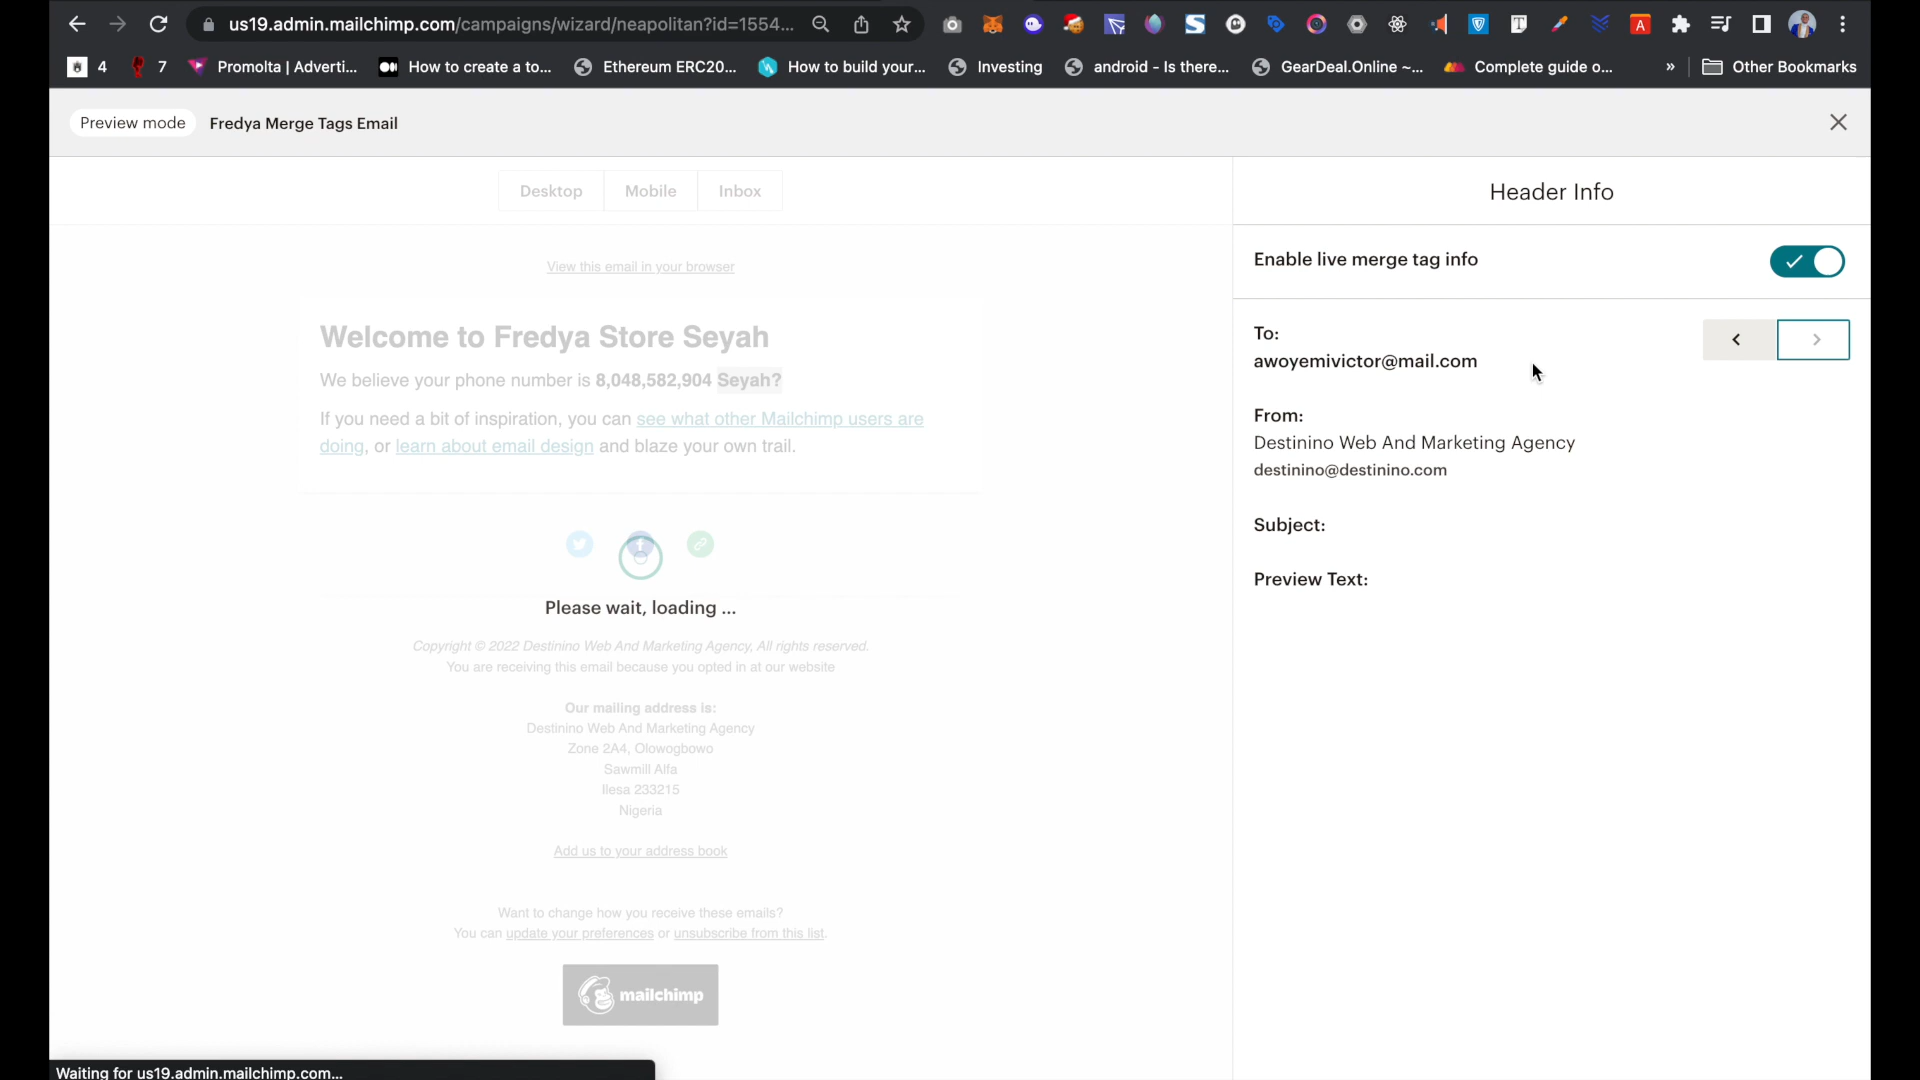 us19.admin.mailchimp.com/campaigns/wizard/neapolitan?id=1554...
4
7
Promolta | Adverti...
How to create a to...
Ethereum ERC20...
How to build your...
Investing
android - Is there...
GearDeal.Online ~...
Complete guide o...
»
Other Bookmarks
Preview mode
Fredya Merge Tags Email
Desktop
Mobile
Inbox
Header Info
View this email in your browser
Enable live merge tag info
Welcome to Fredya Store Seyah
We believe your phone number is 8,048,582,904 Seyah?
If you need a bit of inspiration, you can see what other Mailchimp users are
doing, or learn about email design and blaze your own trail.
To:
awoyemivictor@mail.com
From:
Destinino Web And Marketing Agency
destinino@destinino.com
Subject:
Preview Text:
Please wait, loading ...
Copyright © 2022 Destinino Web And Marketing Agency, All rights reserved.
You are receiving this email because you opted in at our website
Our mailing address is:
Destinino Web And Marketing Agency
Zone 2A4, Olowogbowo
Sawmill Alfa
Ilesa 233215
Nigeria
Add us to your address book
Want to change how you receive these emails?
You can update your preferences or unsubscribe from this list.
mailchimp
Waiting for us19.admin.mailchimp.com...